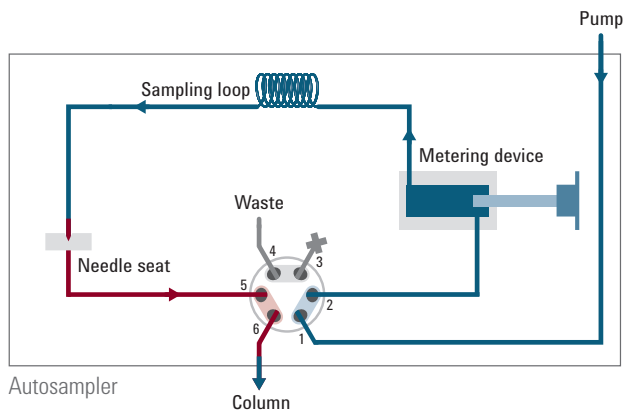 Pump
Sampling loop
Metering device
Waste
Needle seat
4
3
5
2
6
1
Autosampler
Column